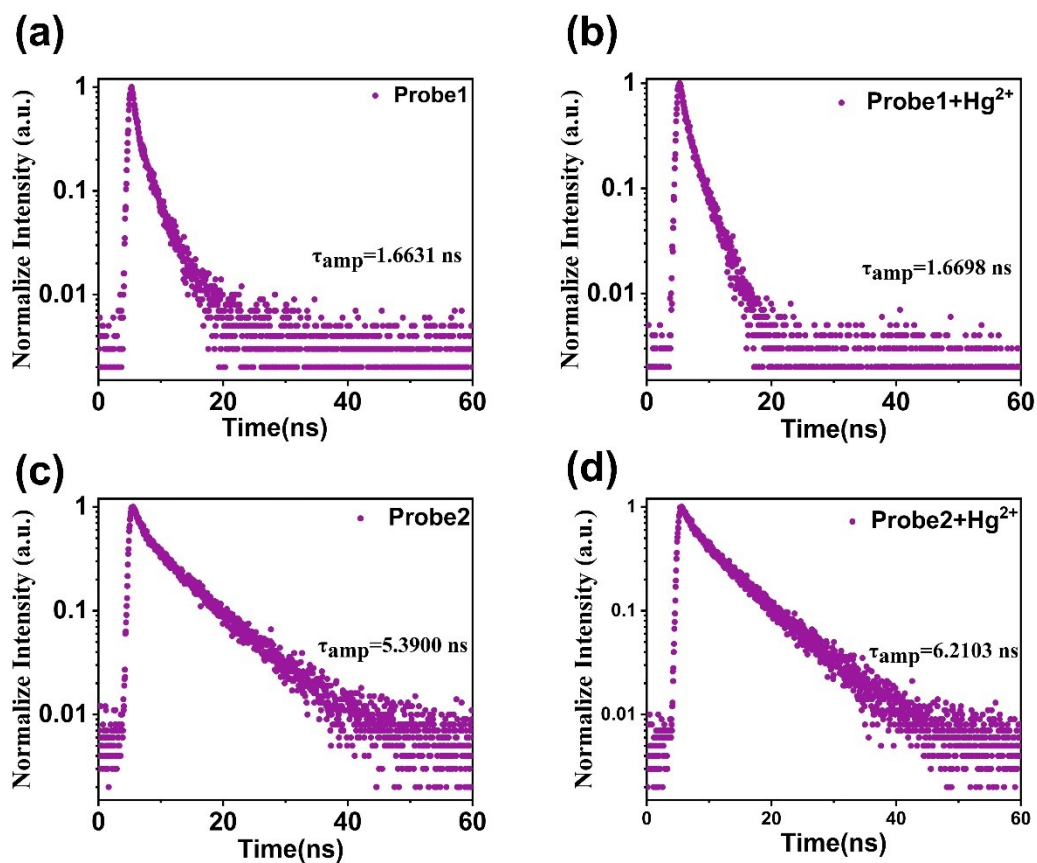 (a)
Normalize Intensity (a.u.)
1
0.1
0.01
Probe1
τamp=1.6631 ns
0 20 40 60
Time(ns)
(b)
Normalize Intensity (a.u.)
1
0.1
0.01
Probe1+Hg2+
τamp=1.6698 ns
0 20 40 60
Time(ns)
(c)
Normalize Intensity (a.u.)
1
0.1
0.01
Probe2
τamp=5.3900 ns
0 20 40 60
Time(ns)
(d)
Normalize Intensity (a.u.)
1
0.1
0.01
Probe2+Hg2+
τamp=6.2103 ns
0 20 40 60
Time(ns)